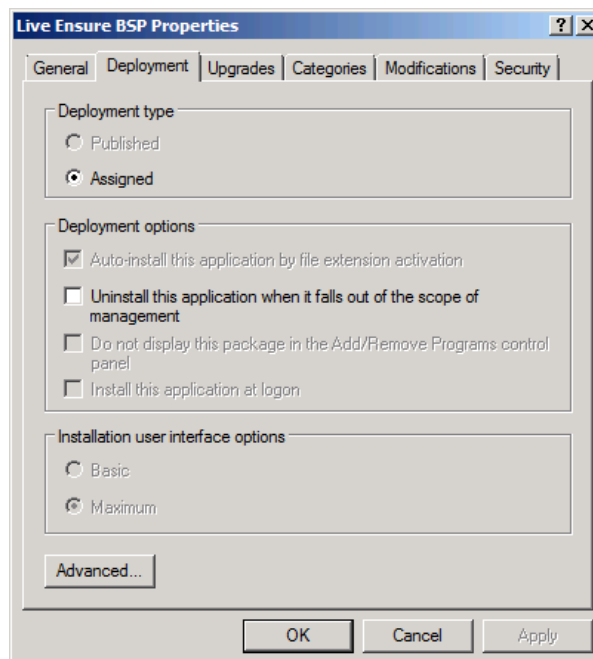 Live Ensure BSP Properties
General Deployment Upgrades Categories Modifications Security
Deployment type
Published
Assigned
Deployment options
Auto-install this application by file extension activation
Uninstall this application when it falls out of the scope of
management
Do not display this package in the Add/Remove Programs control
panel
Install this application at logon
Installation user interface options
Basic
Maximum
Advanced...
OK Cancel Apply